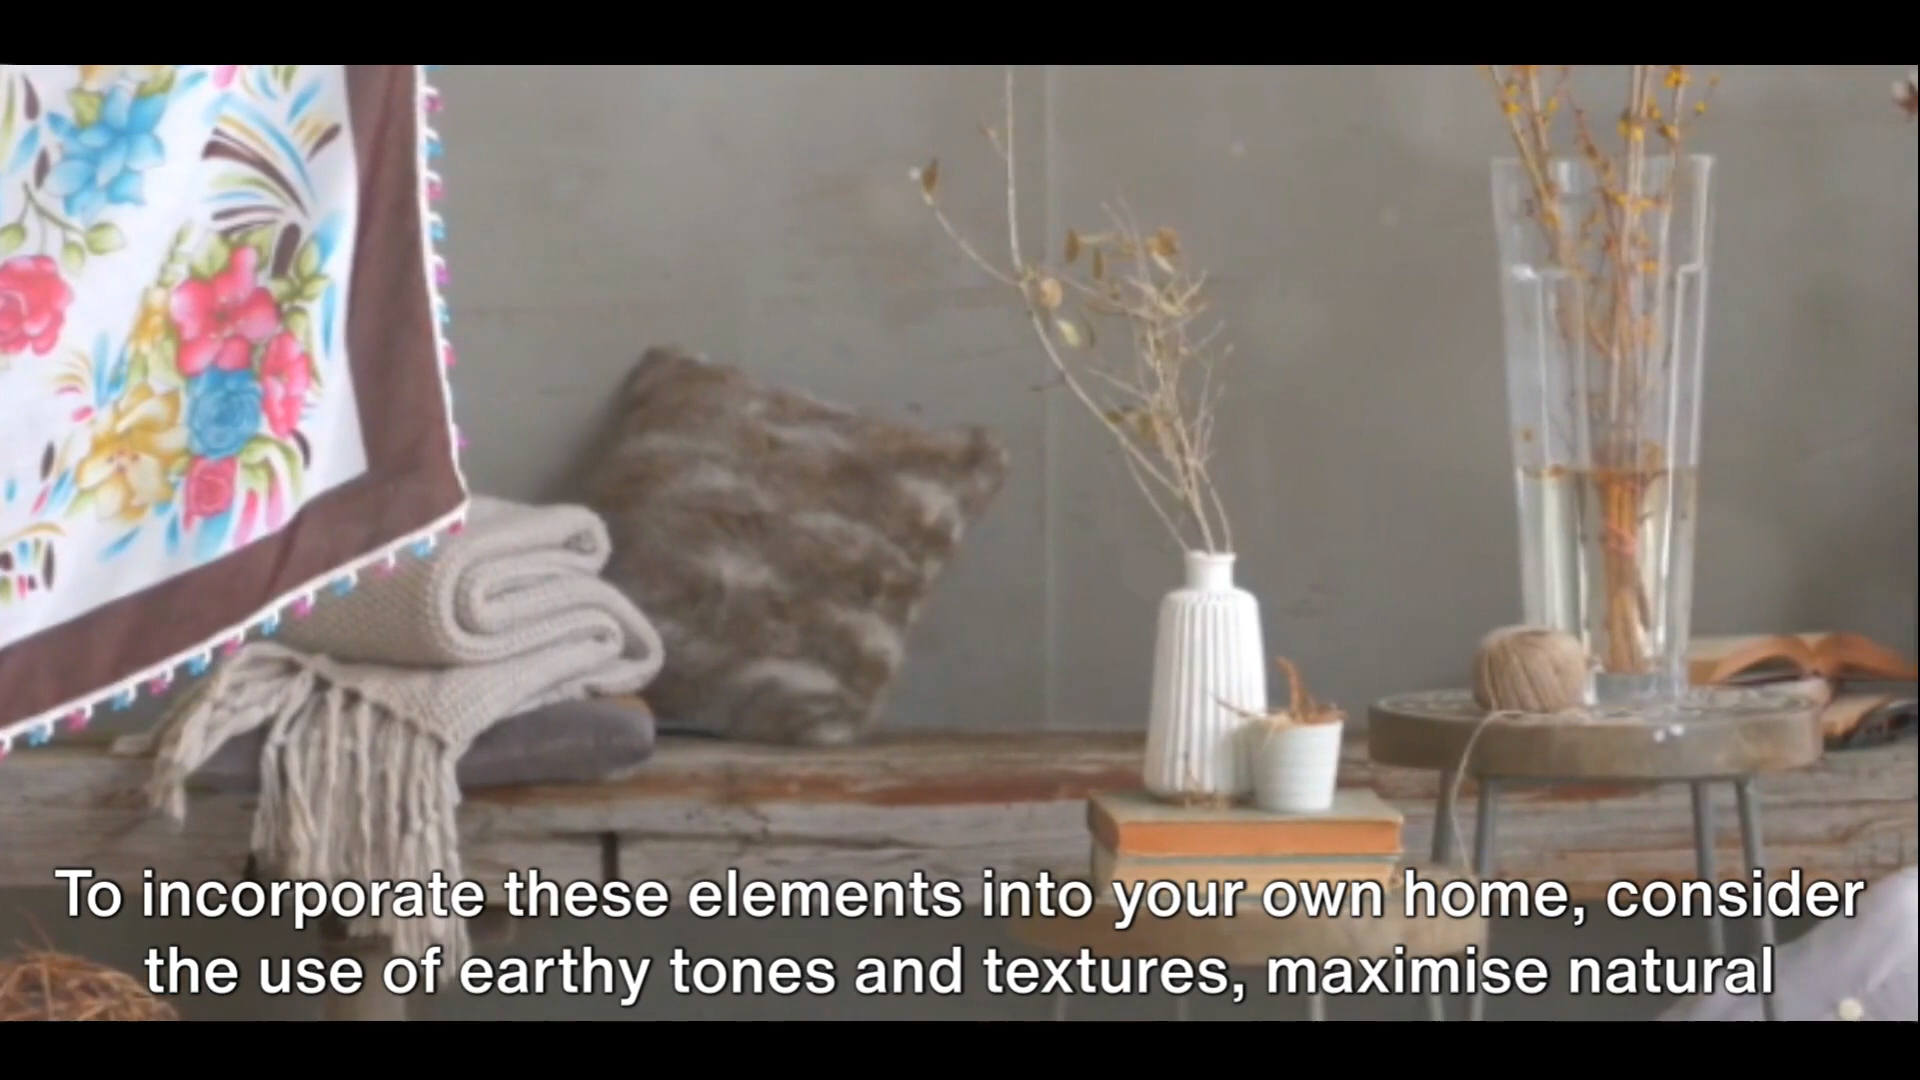 To incorporate these elements into your own home, consider
the use of earthy tones and textures, maximise natural